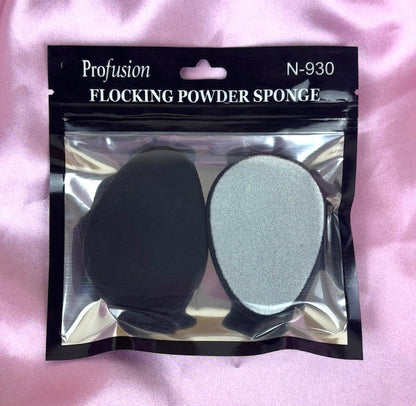 Profusion N-930
FLOCKING POWDER SPONGE